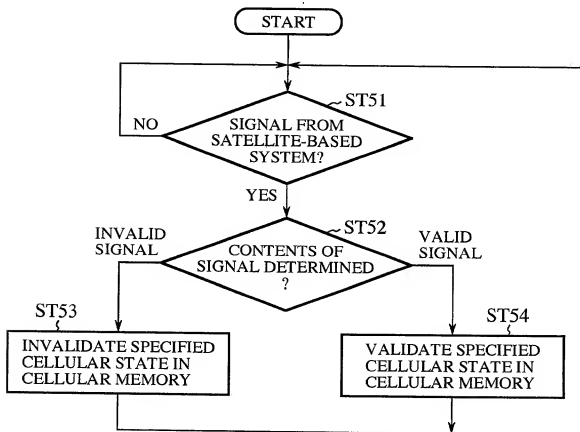 START
ST51
SIGNAL FROM
SATELLITE-BASED
SYSTEM?
NO
YES
ST52
INVALID
SIGNAL
CONTENTS OF
SIGNAL DETERMINED
?
VALID
SIGNAL
ST53
INVALIDATE SPECIFIED
CELLULAR STATE IN
CELLULAR MEMORY
ST54
VALIDATE SPECIFIED
CELLULAR STATE IN
CELLULAR MEMORY